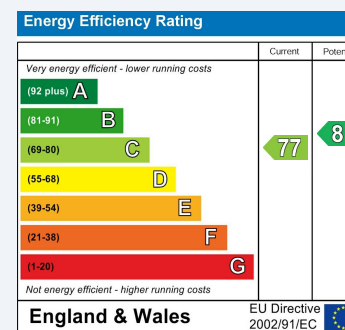 Energy Efficiency Rating
Current
Very energy efficient - lower running costs
(92 plus) A
(81-91) B
(69-80) C
77
(55-68) D
(39-54) E
(21-38) F
(1-20) G
Not energy efficient - higher running costs
England & Wales
EU Directive
2002/91/EC